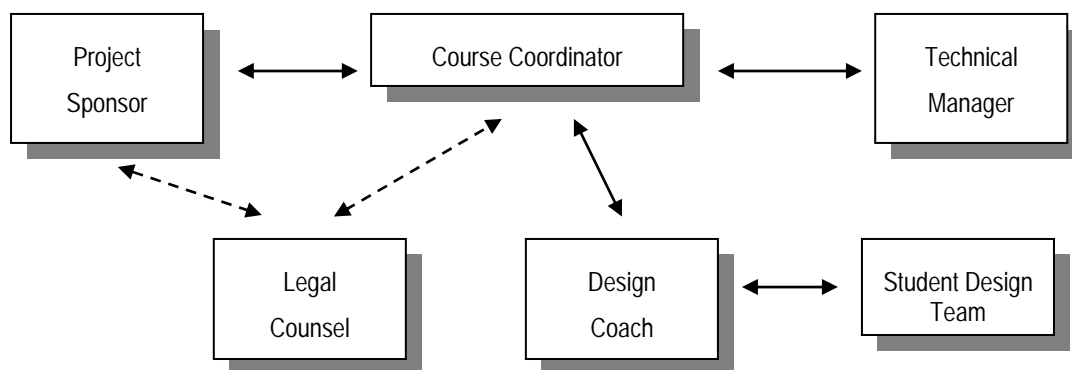 Project
Sponsor
Course Coordinator
Technical
Manager
Legal
Counsel
Design
Coach
Student Design
Team